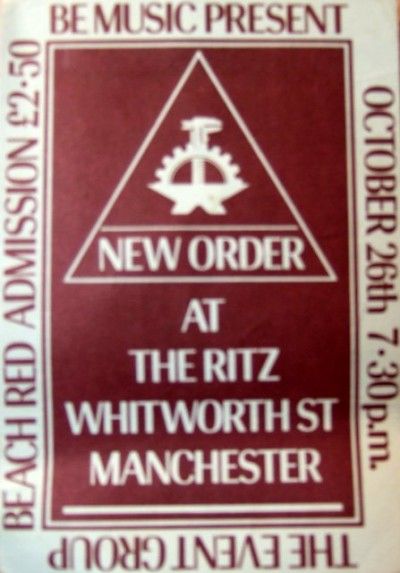 BE MUSIC PRESENT
OCTOBER 26th 7·30p.m.
THE EVENT GROUP
BEACH RED ADMISSION £2·50
NEW ORDER
AT
THE RITZ
WHITWORTH ST
MANCHESTER